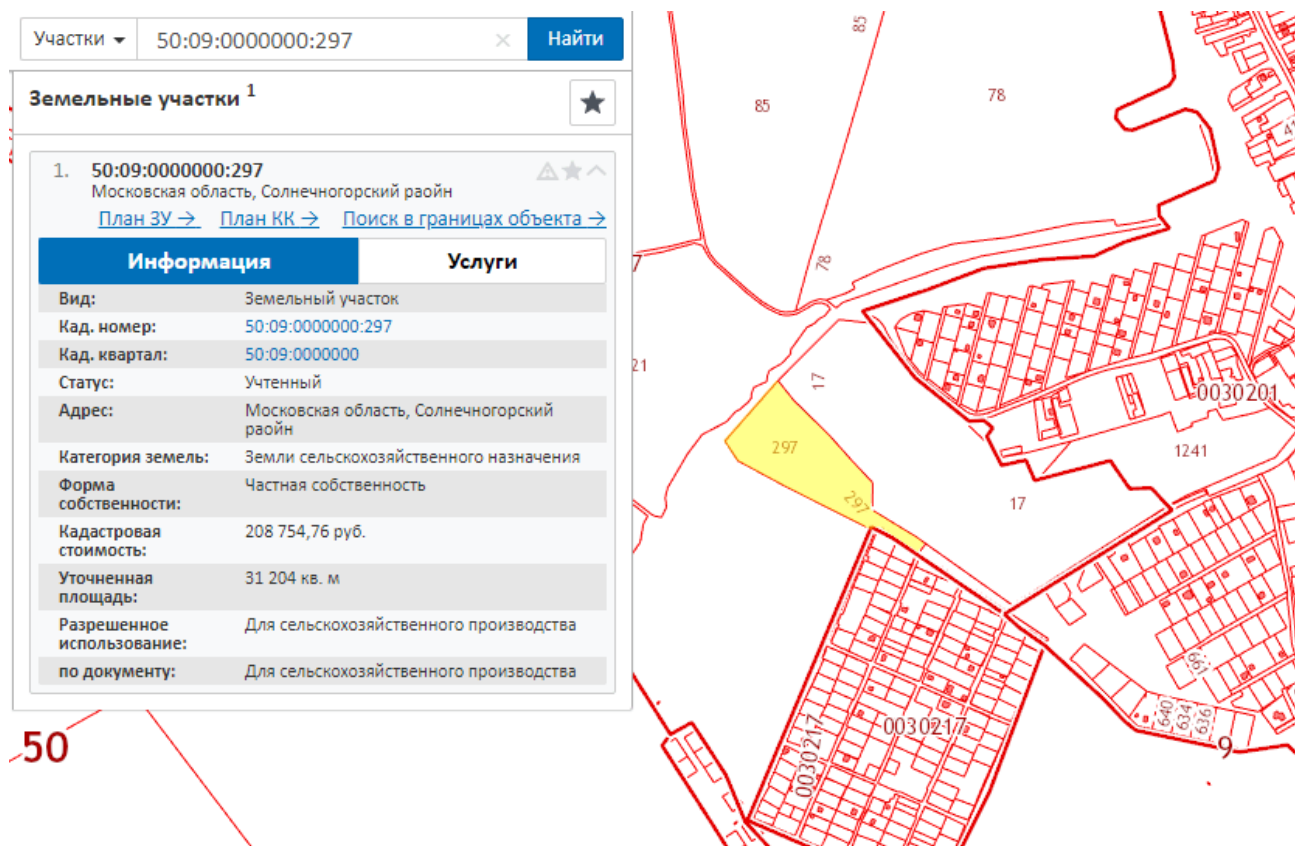 Участки
50:09:0000000:297
×
Найти
Земельные участки 1
1. 50:09:0000000:297
Московская область, Солнечногорский раойн
План ЗУ →
План КК →
Поиск в границах объекта →
Информация
Услуги
Вид: Земельный участок
Кад. номер: 50:09:0000000:297
Кад. квартал: 50:09:0000000
Статус: Учтенный
Адрес: Московская область, Солнечногорский
раойн
Категория земель: Земли сельскохозяйственного назначения
Форма Частная собственность
собственности:
Кадастровая 208 754,76 руб.
стоимость:
Уточненная 31 204 кв. м
площадь:
Разрешенное Для сельскохозяйственного производства
использование:
по документу: Для сельскохозяйственного производства
50
85
85
78
78
7
21
17
297
297
17
0030201
1241
0030217
0030217
661
640
634
636
9